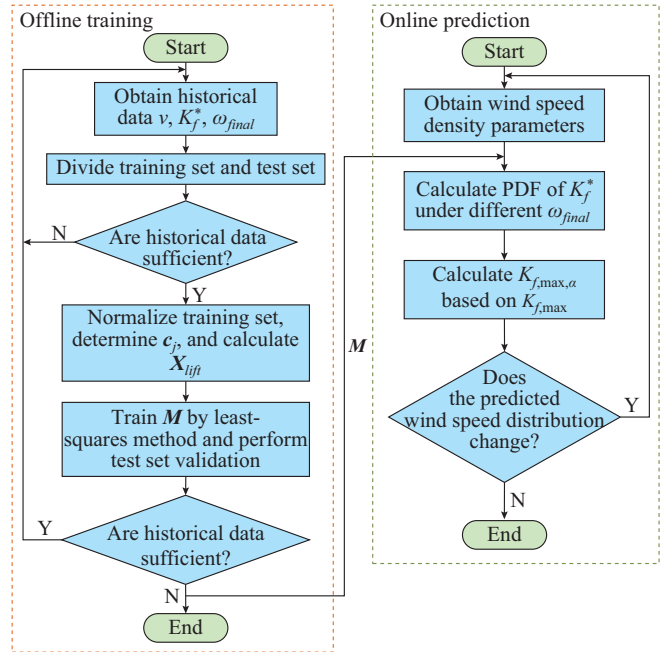 Offline training
Start
Obtain historical
data v, K_f^*, ω_final
Divide training set and test set
N
Are historical data
sufficient?
Y
Normalize training set,
determine c_j, and calculate
X_lift
Train M by least-
squares method and perform
test set validation
Y
Are historical data
sufficient?
N
End
M
Online prediction
Start
Obtain wind speed
density parameters
Calculate PDF of K_f^*
under different ω_final
Calculate K_f,max,α
based on K_f,max
Does
the predicted
wind speed distribution
change?
Y
N
End